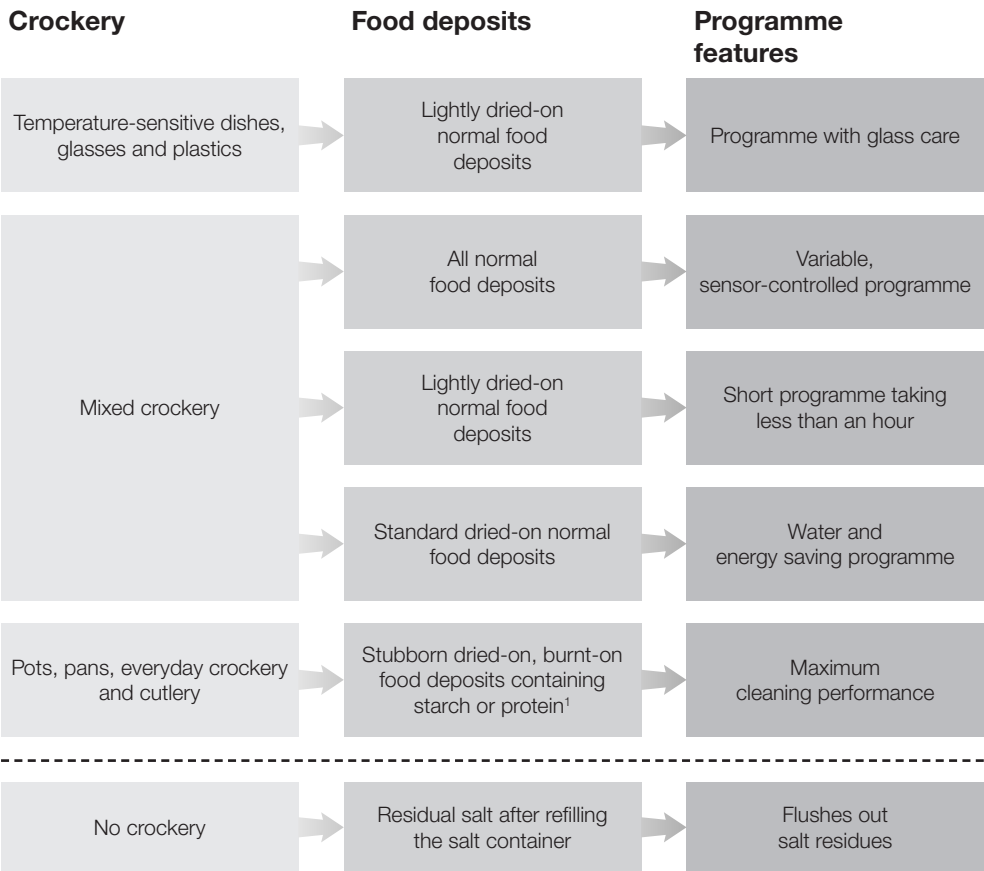 Crockery
Food deposits
Programme
features
Temperature-sensitive dishes,
glasses and plastics
Lightly dried-on
normal food
deposits
Programme with glass care
Mixed crockery
All normal
food deposits
Variable,
sensor-controlled programme
Lightly dried-on
normal food
deposits
Short programme taking
less than an hour
Standard dried-on normal
food deposits
Water and
energy saving programme
Pots, pans, everyday crockery
and cutlery
Stubborn dried-on, burnt-on
food deposits containing
starch or protein¹
Maximum
cleaning performance
No crockery
Residual salt after refilling
the salt container
Flushes out
salt residues